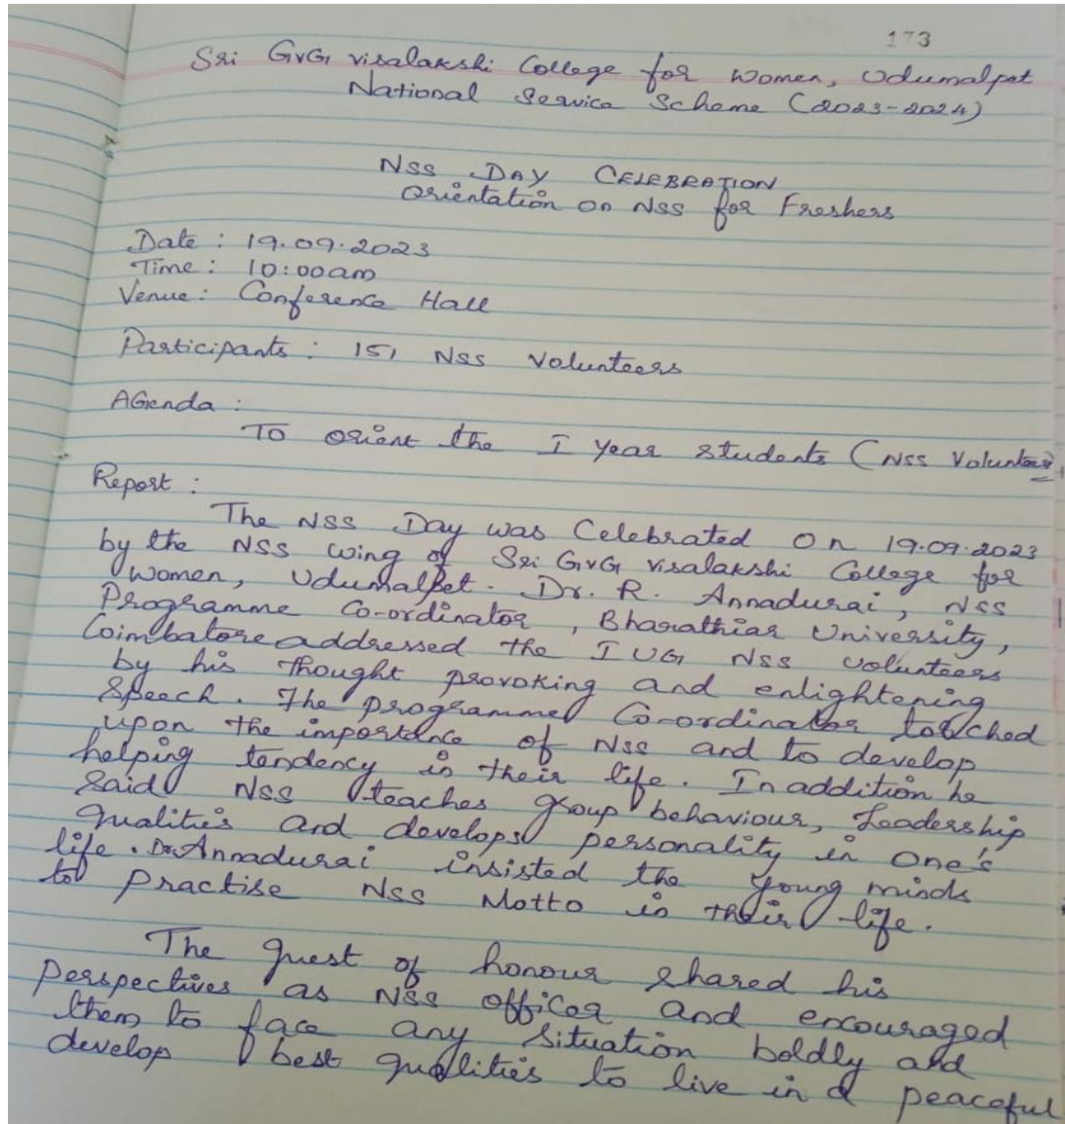 173
Sri GVG Visalakshi College for Women, Udumalpet
National Service Scheme (2023-2024)
NSS DAY CELEBRATION
Orientation on NSS for Freshers
Date : 19.09.2023
Time : 10:00am
Venue : Conference Hall
Participants : 151 NSS Volunteers
AGenda :
To orient the I Year students (NSS Volunteers
Report :
The NSS Day was Celebrated on 19.09.2023
by the NSS wing of Sri GVG Visalakshi College for
Women, Udumalpet. Dr. R. Annadurai, NSS
Programme Co-ordinator, Bharathiar University,
Coimbatore addressed the I UG NSS volunteers
by his thought provoking and enlightening
Speech. The programme Co-ordinator touched
upon the importance of NSS and to develop
helping tendency in their life. In addition he
said NSS teaches group behaviour, Leadership
qualities and develops personality in one's
life. Dr. Annadurai insisted the young minds
to practise NSS Motto in their life.
The guest of honour shared his
perspectives as NSS officer and encouraged
them to face any situation boldly and
develop best qualities to live in a peaceful